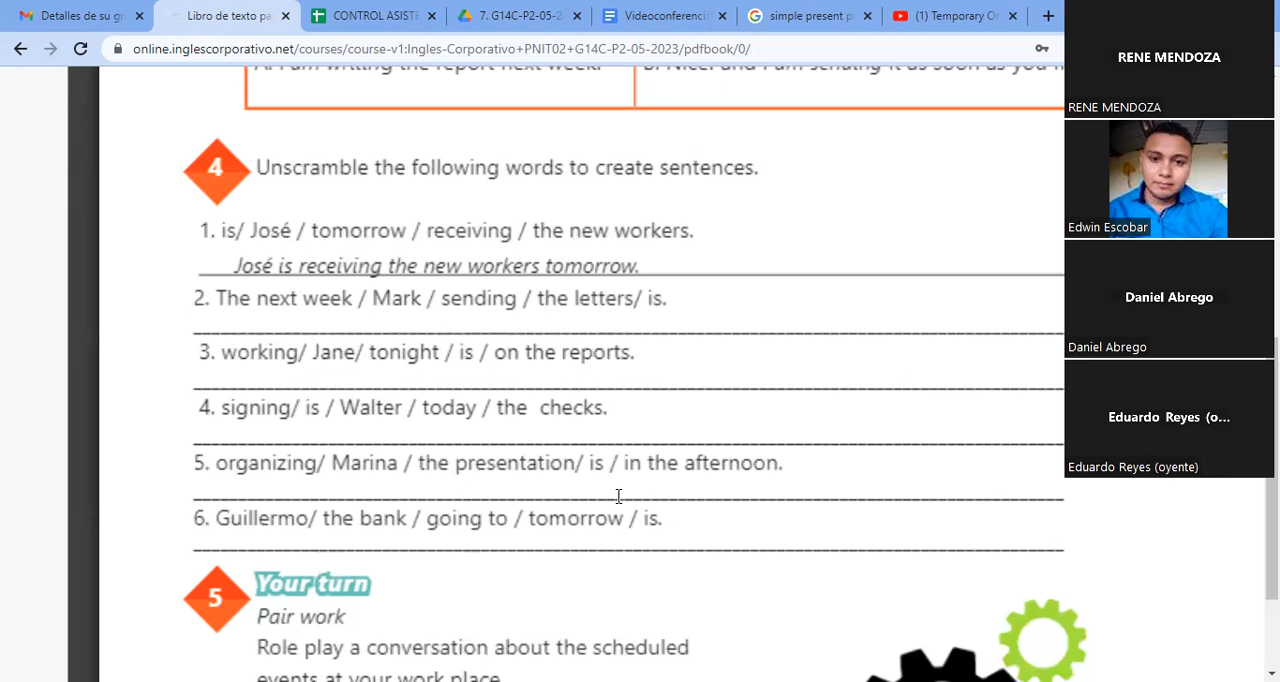 Detalles de su gr
Libro de texto pa
CONTROL ASIST
7. G14C-P2-05-2
Videoconferenci
simple present p
(1) Temporary Or
online.inglescorporativo.net/courses/course-v1:Ingles-Corporativo+PNIT02+G14C-P2-05-2023/pdfbook/0/
4 Unscramble the following words to create sentences.
1. is/ José / tomorrow / receiving / the new workers.
José is receiving the new workers tomorrow.
2. The next week / Mark / sending / the letters/ is.
3. working/ Jane/ tonight / is / on the reports.
4. signing/ is / Walter / today / the checks.
5. organizing/ Marina / the presentation/ is / in the afternoon.
6. Guillermo/ the bank / going to / tomorrow / is.
5 Your turn
Pair work
Role play a conversation about the scheduled
events at your work place
RENE MENDOZA
RENE MENDOZA
Edwin Escobar
Daniel Abrego
Daniel Abrego
Eduardo Reyes (o...
Eduardo Reyes (oyente)